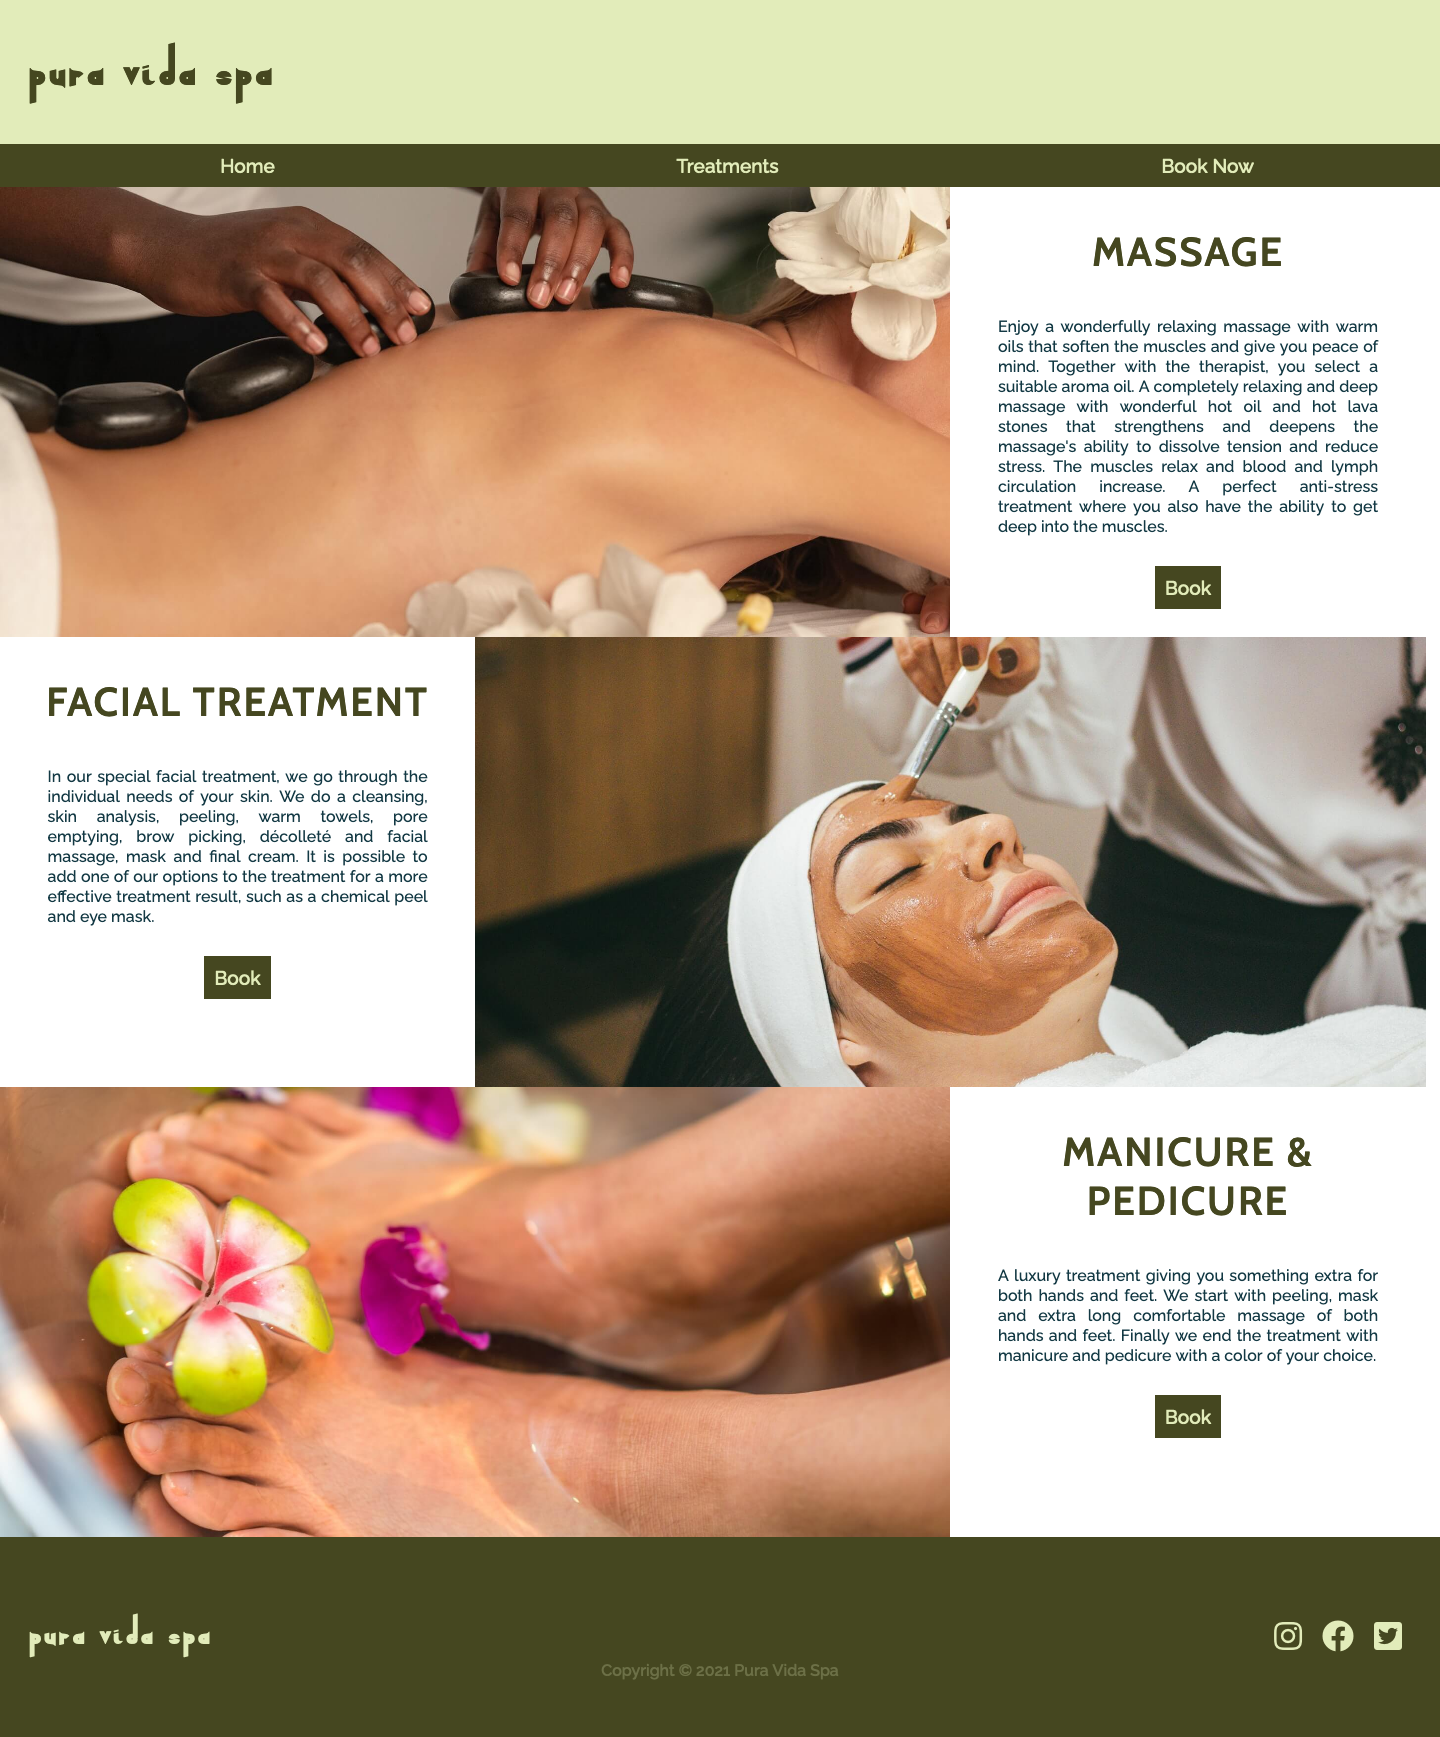 pura vida spa
Home
Treatments
Book Now
MASSAGE
Enjoy a wonderfully relaxing massage with warm
oils that soften the muscles and give you peace of
mind. Together with the therapist, you select a
suitable aroma oil. A completely relaxing and deep
massage with wonderful hot oil and hot lava
stones that strengthens and deepens the
massage's ability to dissolve tension and reduce
stress. The muscles relax and blood and lymph
circulation increase. A perfect anti-stress
treatment where you also have the ability to get
deep into the muscles.
Book
FACIAL TREATMENT
In our special facial treatment, we go through the
individual needs of your skin. We do a cleansing,
skin analysis, peeling, warm towels, pore
emptying, brow picking, décolleté and facial
massage, mask and final cream. It is possible to
add one of our options to the treatment for a more
effective treatment result, such as a chemical peel
and eye mask.
Book
MANICURE &
PEDICURE
A luxury treatment giving you something extra for
both hands and feet. We start with peeling, mask
and extra long comfortable massage of both
hands and feet. Finally we end the treatment with
manicure and pedicure with a color of your choice.
Book
pura vida spa
Copyright © 2021 Pura Vida Spa